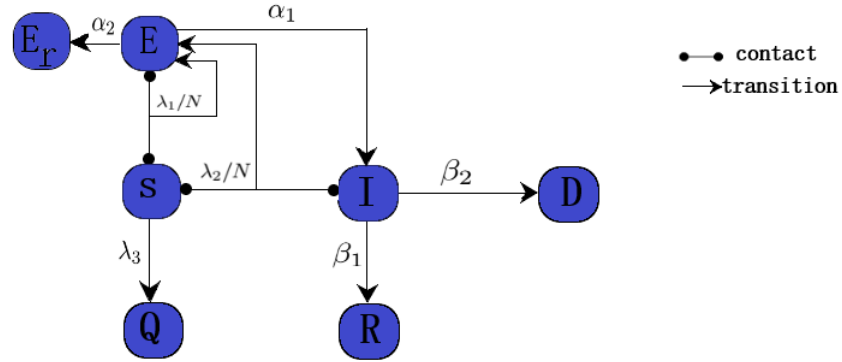 α₁
E_r
α₂
E
contact
λ₁/N
transition
s
λ₂/N
I
β₂
D
λ₃
β₁
Q
R